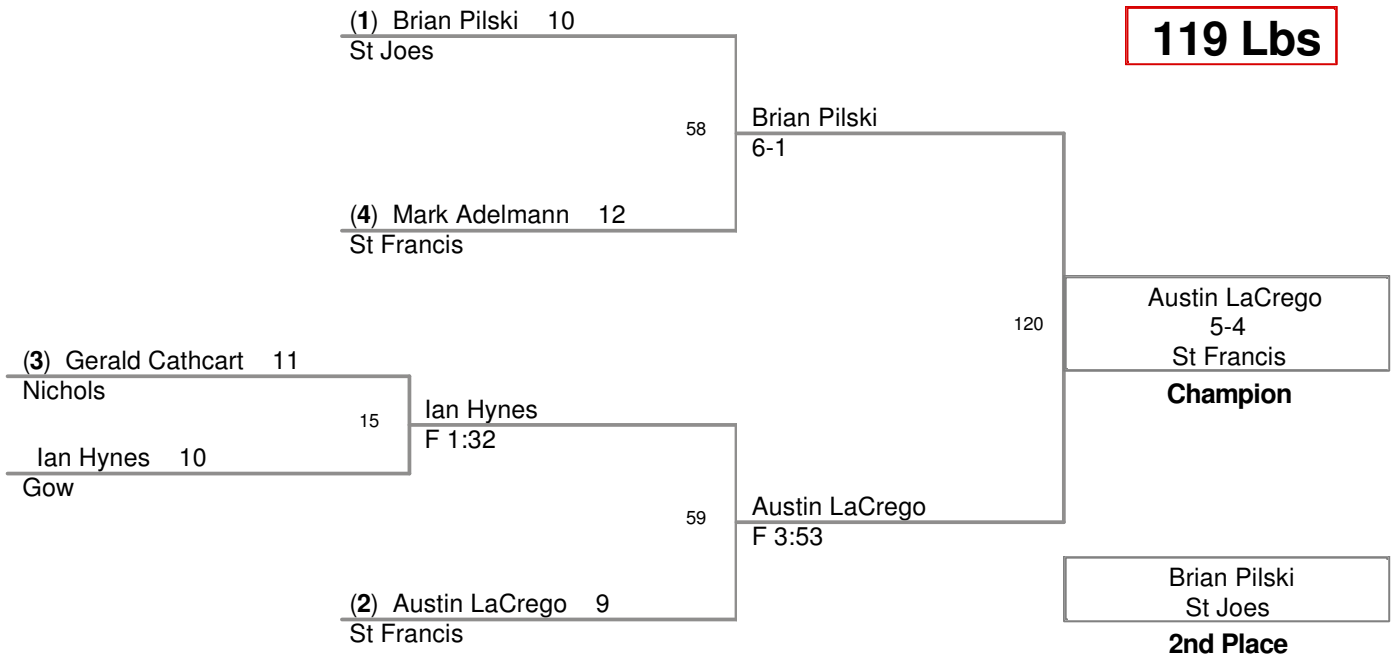 (1) Brian Pilski 10
St Joes
119 Lbs
58
Brian Pilski
6-1
(4) Mark Adelmann 12
St Francis
120
Austin LaCrego
5-4
St Francis
Champion
(3) Gerald Cathcart 11
Nichols
15
Ian Hynes
F 1:32
Ian Hynes 10
Gow
59
Austin LaCrego
F 3:53
(2) Austin LaCrego 9
St Francis
Brian Pilski
St Joes
2nd Place